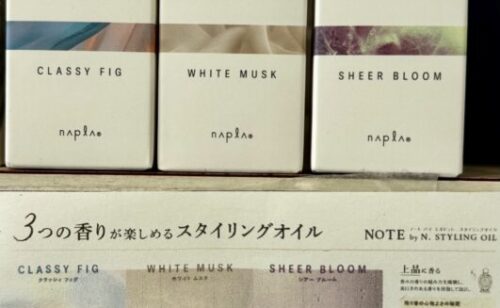 CLASSY FIG
napla®
WHITE MUSK
napla®
SHEER BLOOM
napla®
3つの香りが楽しめるスタイリングオイル
NOTE by N. STYLING OIL
CLASSY FIG
クラッシィ フィグ
WHITE MUSK
ホワイト ムスク
SHEER BLOOM
シアー ブルーム
上品に香る